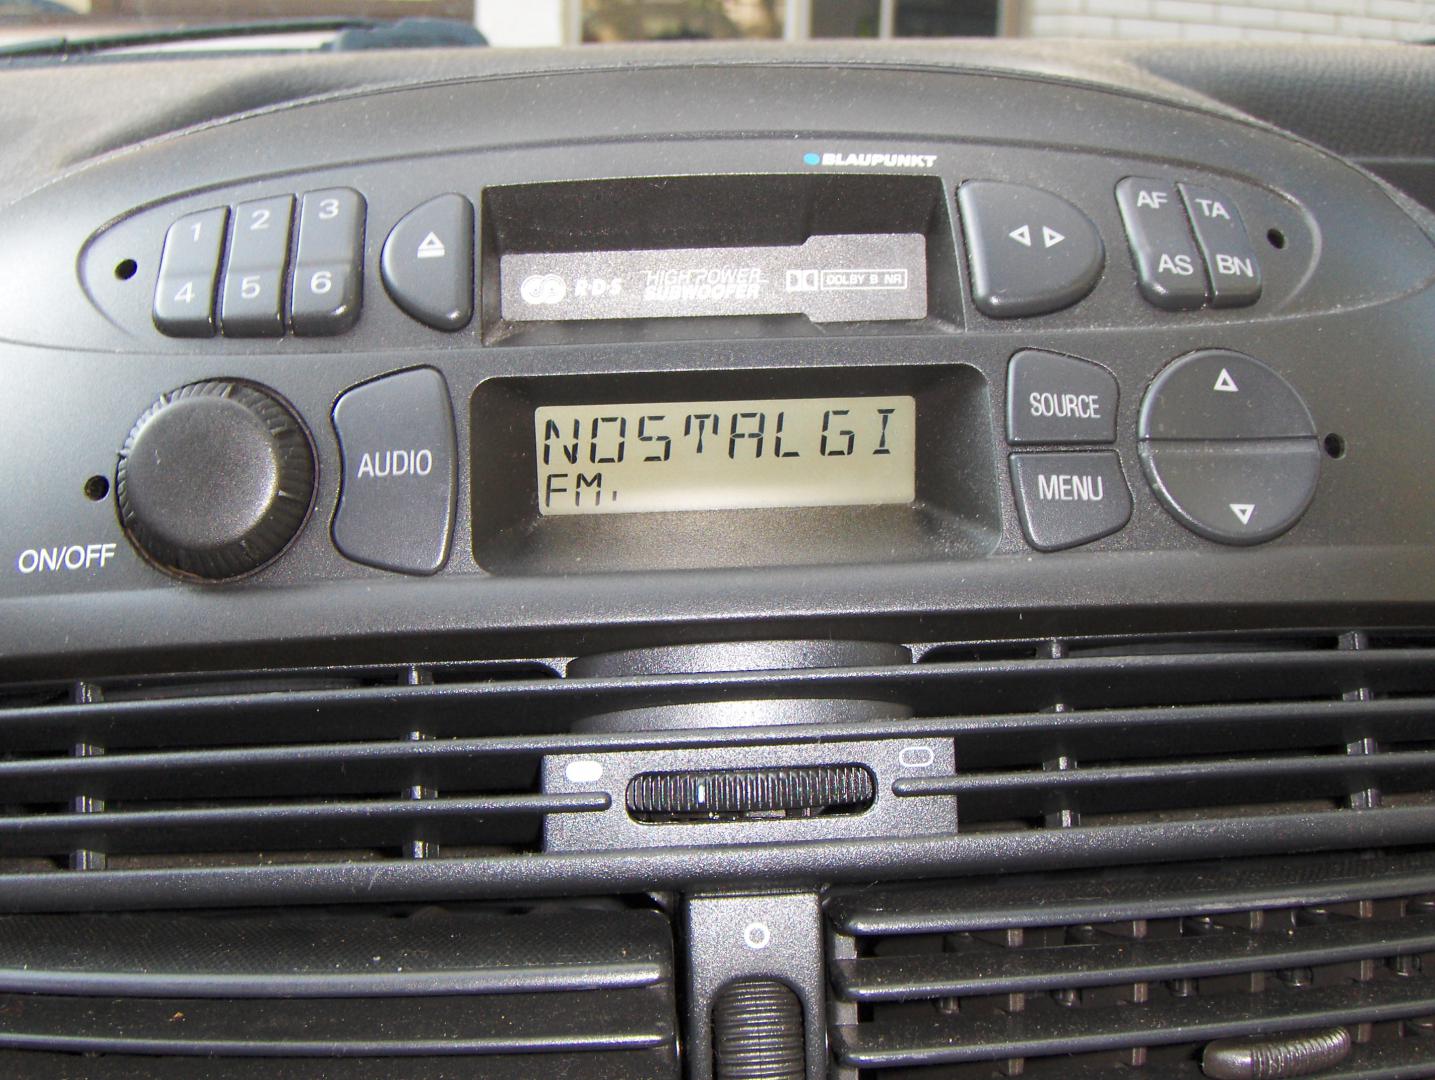 BLAUPUNKT
1 2 3
4 5 6
RDS HIGH POWER SUBWOOFER DOLBY B NR
AF TA
AS BN
ON/OFF
AUDIO
NOSTALGI
FM1
SOURCE
MENU